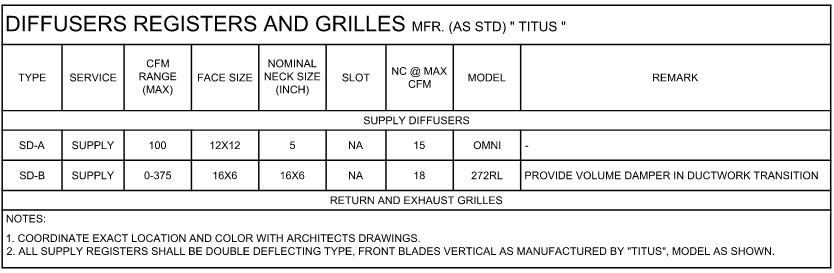 DIFFUSERS REGISTERS AND GRILLES MFR. (AS STD) " TITUS "
TYPE SERVICE CFM RANGE (MAX) FACE SIZE NOMINAL NECK SIZE (INCH) SLOT NC @ MAX CFM MODEL REMARK
SUPPLY DIFFUSERS
SD-A SUPPLY 100 12X12 5 NA 15 OMNI -
SD-B SUPPLY 0-375 16X6 16X6 NA 18 272RL PROVIDE VOLUME DAMPER IN DUCTWORK TRANSITION
RETURN AND EXHAUST GRILLES
NOTES:
1. COORDINATE EXACT LOCATION AND COLOR WITH ARCHITECTS DRAWINGS.
2. ALL SUPPLY REGISTERS SHALL BE DOUBLE DEFLECTING TYPE, FRONT BLADES VERTICAL AS MANUFACTURED BY "TITUS", MODEL AS SHOWN.